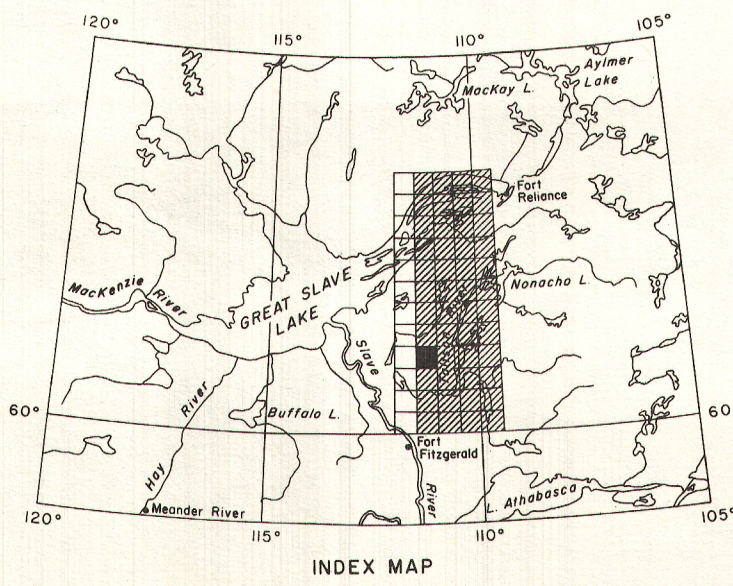 120°
115°
110°
105°
Aylmer
Lake
MacKay L.
Fort
Reliance
MacKenzie
River
GREAT SLAVE
LAKE
Nonacho L.
Slave
River
60°
Buffalo L.
60
Hay
River
Fort
Fitzgerald
L. Athabasca
Meander River
120°
115°
110°
105°
INDEX MAP